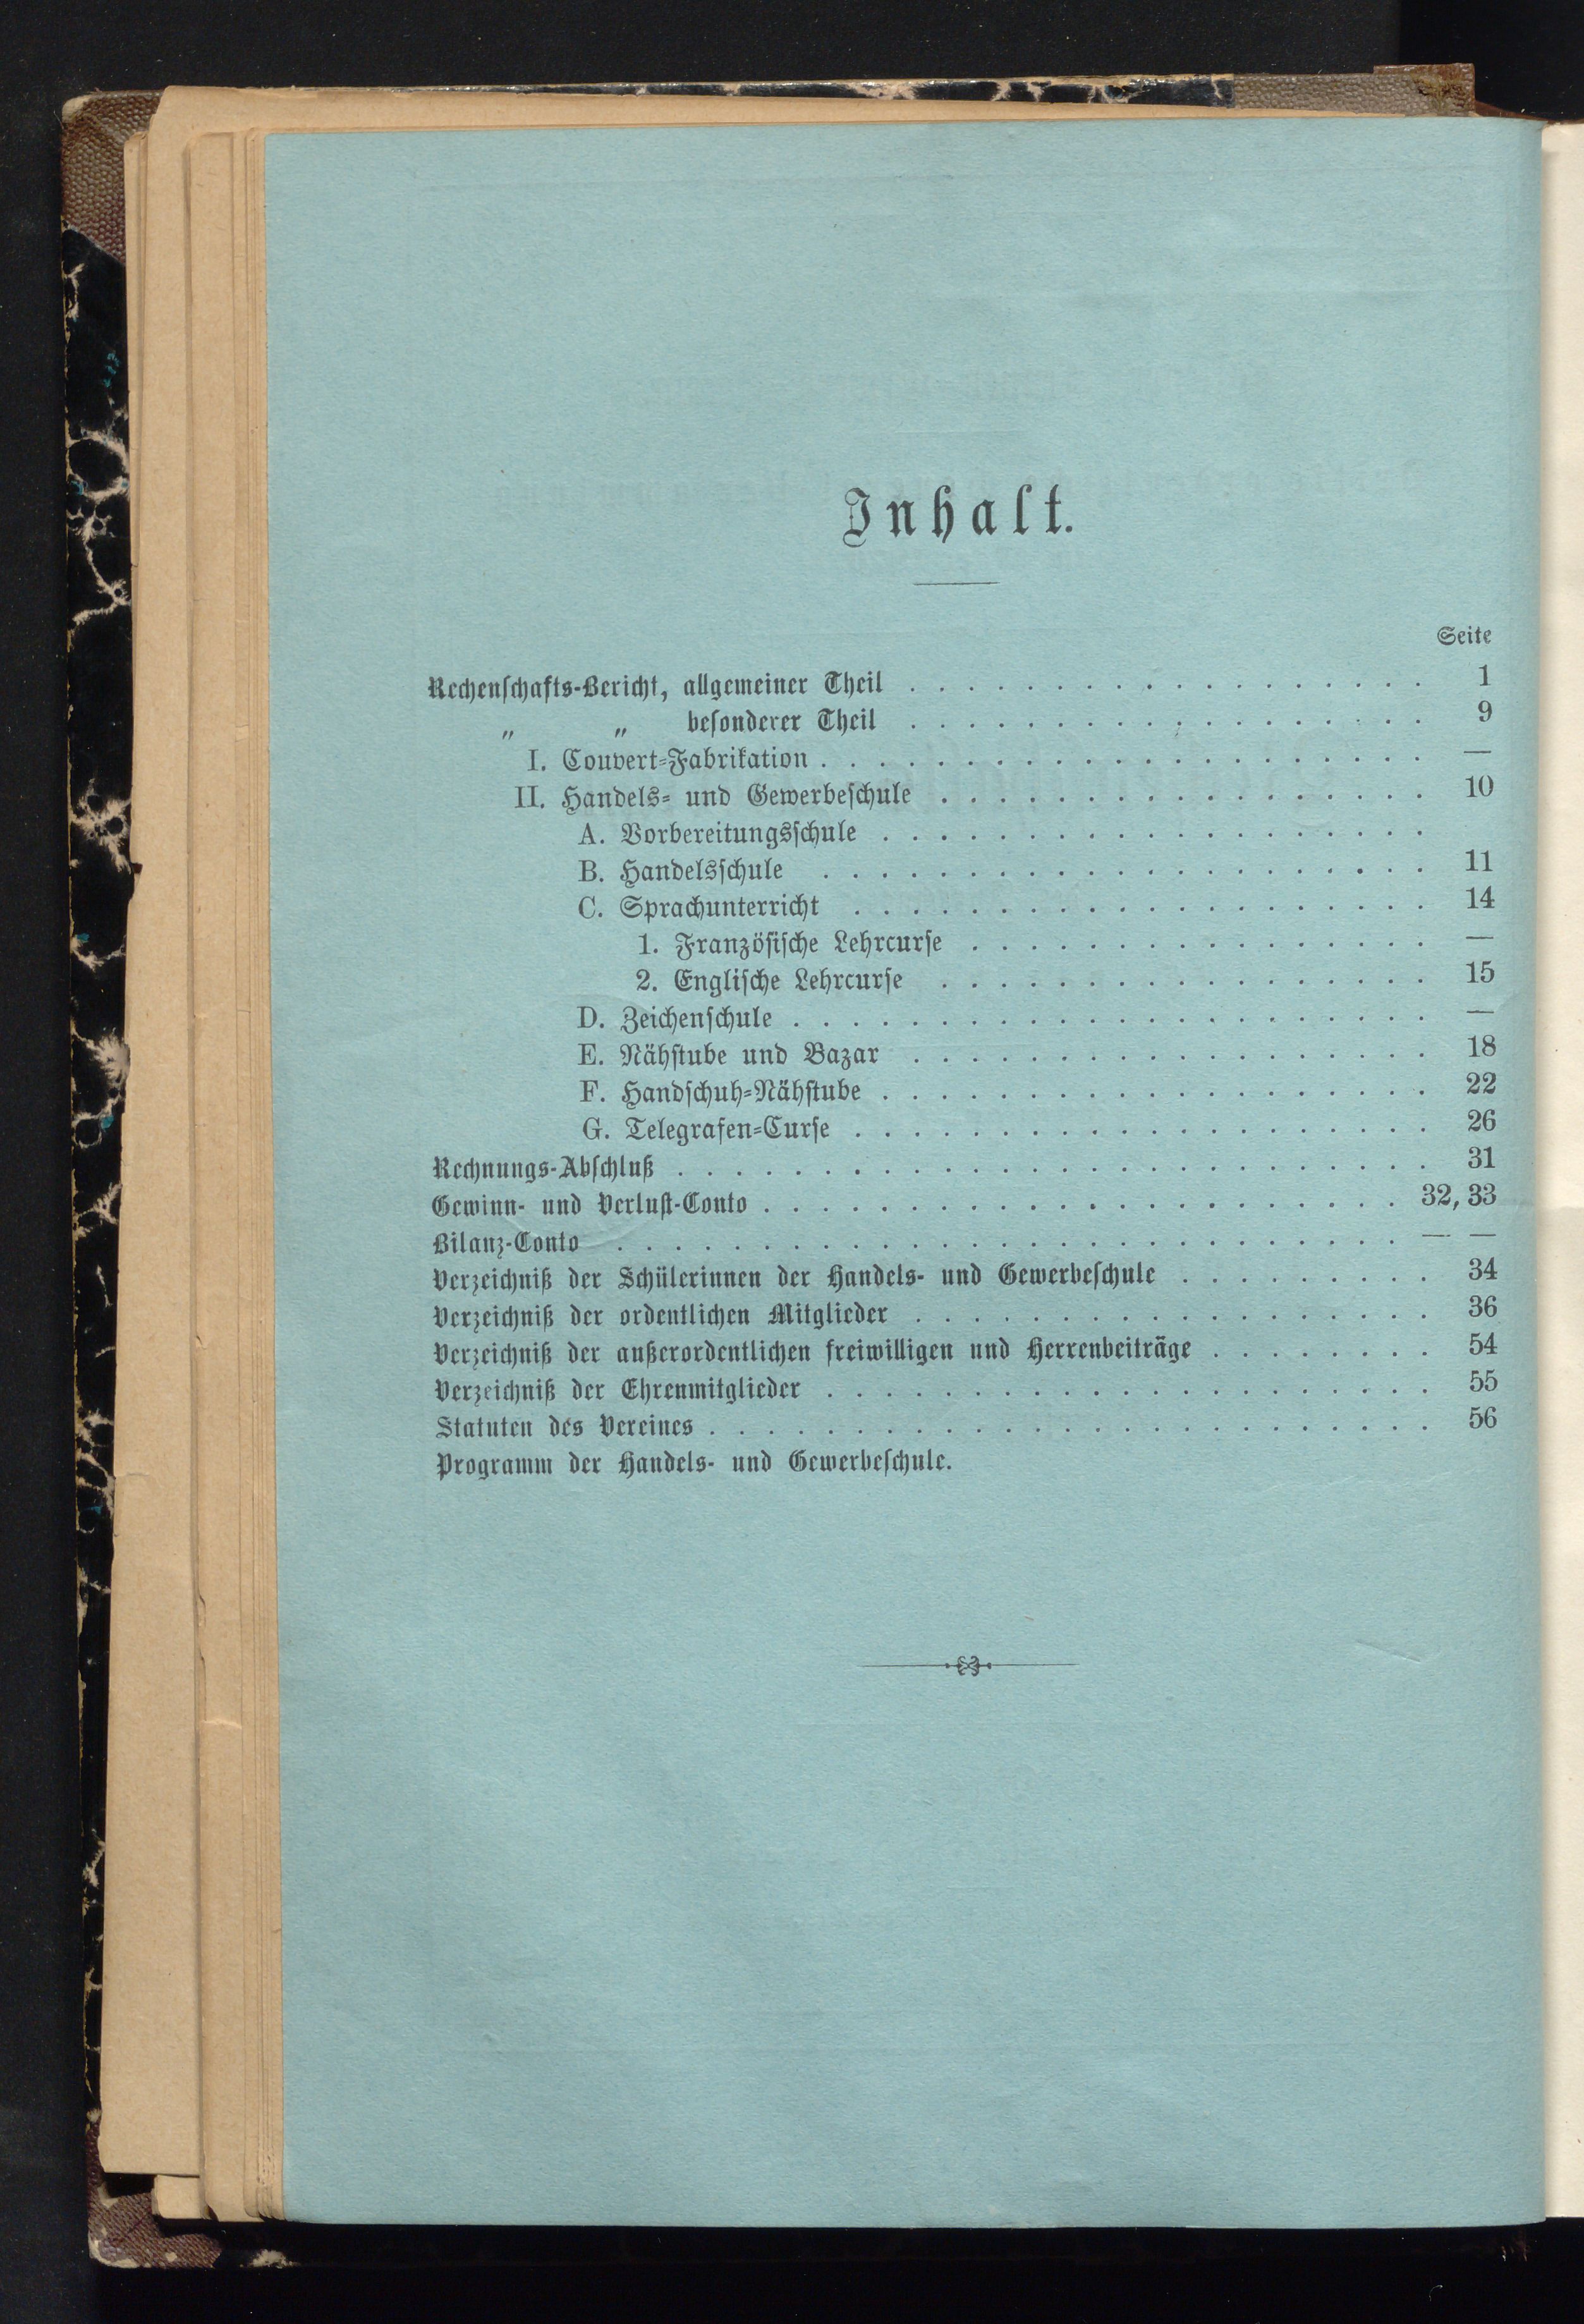 Inhalt.
Seite
Rechenschafts-Bericht, allgemeiner Theil . . . . . . . . . . . . . . . . . . 1
„ „ besonderer Theil . . . . . . . . . . . . . . . . . . 9
I. Couvert-Fabrikation . . . . . . . . . . . . . . . . . . . . . —
II. Handels- und Gewerbeschule . . . . . . . . . . . . . . . . . 10
A. Vorbereitungsschule . . . . . . . . . . . . . . . . . . .
B. Handelsschule . . . . . . . . . . . . . . . . . . . . . 11
C. Sprachunterricht . . . . . . . . . . . . . . . . . . . . 14
1. Französische Lehrcurse . . . . . . . . . . . . . . . . —
2. Englische Lehrcurse . . . . . . . . . . . . . . . . . 15
D. Zeichenschule . . . . . . . . . . . . . . . . . . . . . . —
E. Nähstube und Bazar . . . . . . . . . . . . . . . . . . 18
F. Handschuh-Nähstube . . . . . . . . . . . . . . . . . . . 22
G. Telegrafen-Curse . . . . . . . . . . . . . . . . . . . . 26
Rechnungs-Abschluß . . . . . . . . . . . . . . . . . . . . . . . . . . 31
Gewinn- und Verlust-Conto . . . . . . . . . . . . . . . . . . . . . . 32, 33
Bilanz-Conto . . . . . . . . . . . . . . . . . . . . . . . . . . . — —
Verzeichniß der Schülerinnen der Handels- und Gewerbeschule . . . . . . . . . 34
Verzeichniß der ordentlichen Mitglieder . . . . . . . . . . . . . . . . . . 36
Verzeichniß der außerordentlichen freiwilligen und Herrenbeiträge . . . . . . . . 54
Verzeichniß der Ehrenmitglieder . . . . . . . . . . . . . . . . . . . . . 55
Statuten des Vereines . . . . . . . . . . . . . . . . . . . . . . . . . 56
Programm der Handels- und Gewerbeschule.